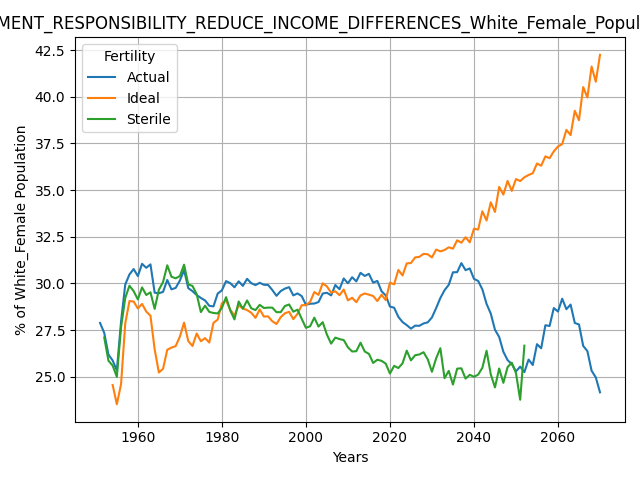 MENT_RESPONSIBILITY_REDUCE_INCOME_DIFFERENCES_White_Female_Popul
Fertility
Actual
Ideal
Sterile
% of White_Female Population
42.5
40.0
37.5
35.0
32.5
30.0
27.5
25.0
1960
1980
2000
2020
2040
2060
Years